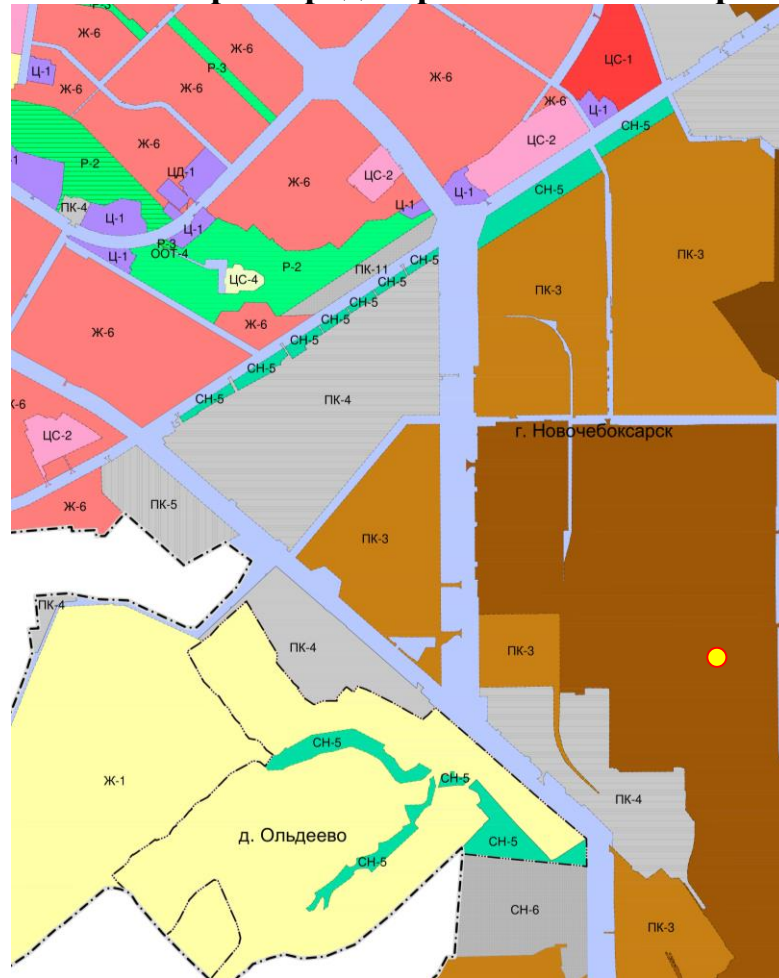 Р-3
Ж-6
Ж-6
ЦС-1
Ц-1
Р-3
Ж-6
Ж-6
Ж-6
Ж-6
Ц-1
СН-5
Ж-6
ЦС-2
Р-2
ЦД-1
Ж-6
ЦС-2
СН-5
Ц-1
ПК-4
Ц-1
Ц-1
Ц-1
Р-3
ООТ-4
Ц-1
Р-2
ПК-11
СН-5
СН-5
ПК-3
ЦС-4
СН-5
ПК-3
Ж-6
СН-5
Ж-6
СН-5
СН-5
СН-5
ПК-4
ЦС-2
г. Новочебоксарск
ПК-5
Ж-6
ПК-3
ПК-4
ПК-4
ПК-3
СН-5
Ж-1
СН-5
ПК-4
д. Ольдеево
СН-5
СН-5
СН-6
ПК-3